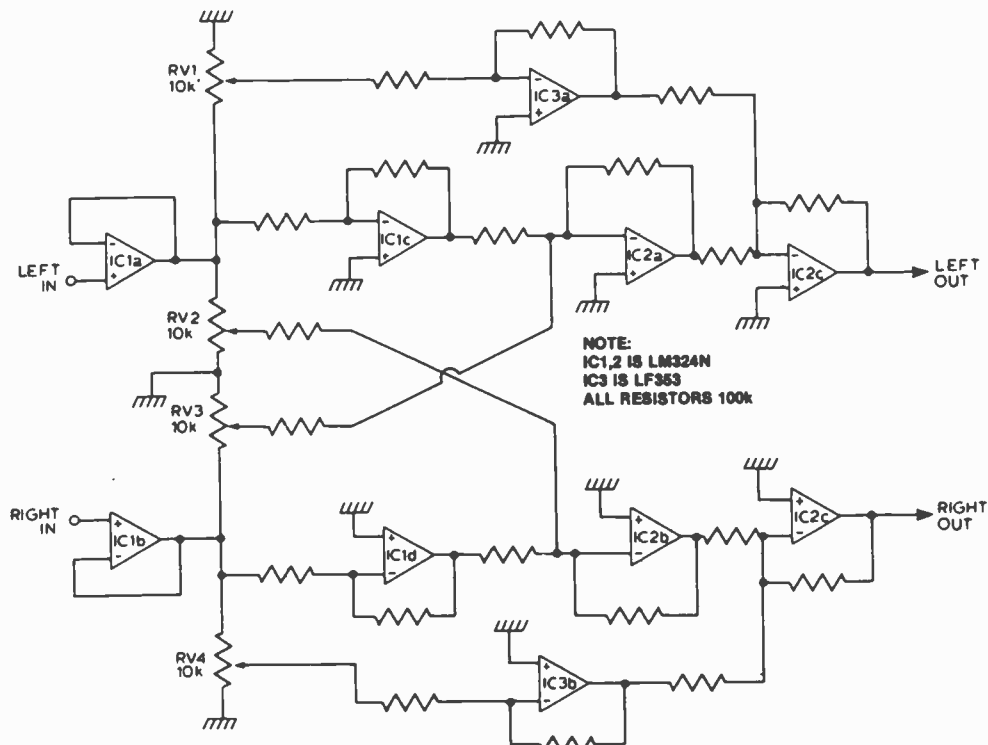 RV1
10k'
IC3a
IC1c
IC2a
IC1a
LEFT
IN
IC2c
LEFT
OUT
RV2
10k
NOTE:
IC1,2 IS LM324N
IC3 IS LF353
ALL RESISTORS 100k
RV3
10k
RIGHT
IN
IC1b
IC1d
IC2b
IC2c
RIGHT
OUT
RV4
10k
IC3b